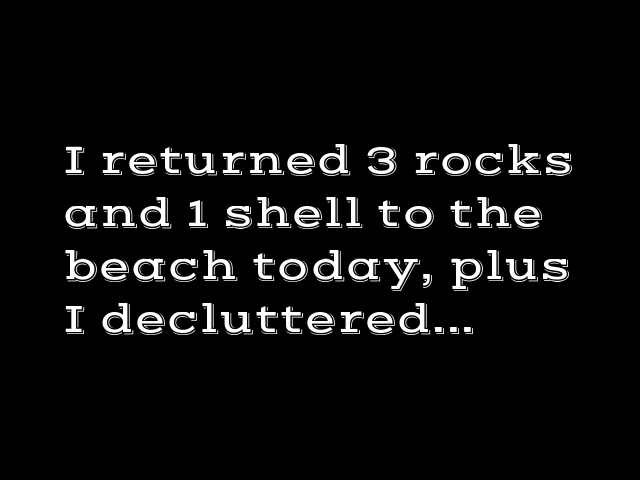 I returned 3 rocks
and 1 shell to the
beach today, plus
I decluttered...